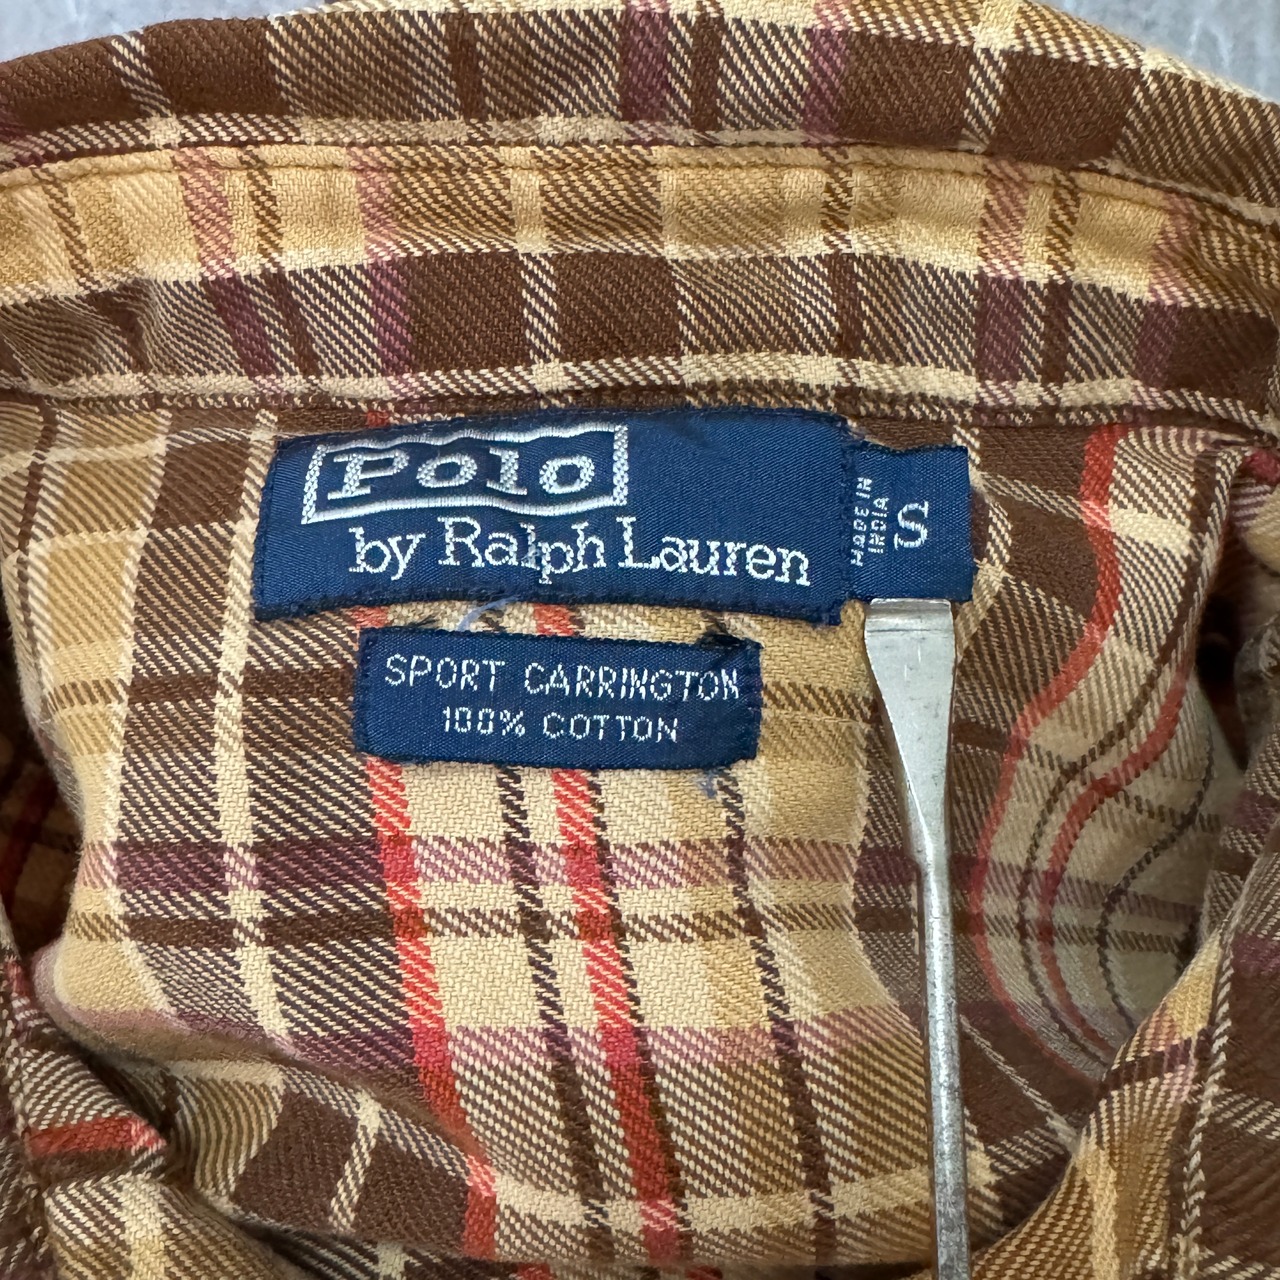 Polo
by Ralph Lauren
MADE IN
INDIA
S
SPORT CARRINGTON
100% COTTON